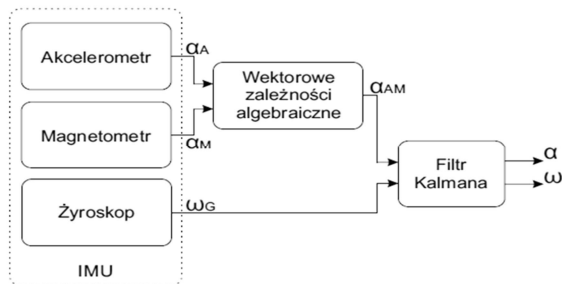 Akcelerometr
αA
Magnetometr
αM
Żyroskop
ωG
IMU
Wektorowe
zależności
algebraiczne
αAM
Filtr
Kalmana
α
ω